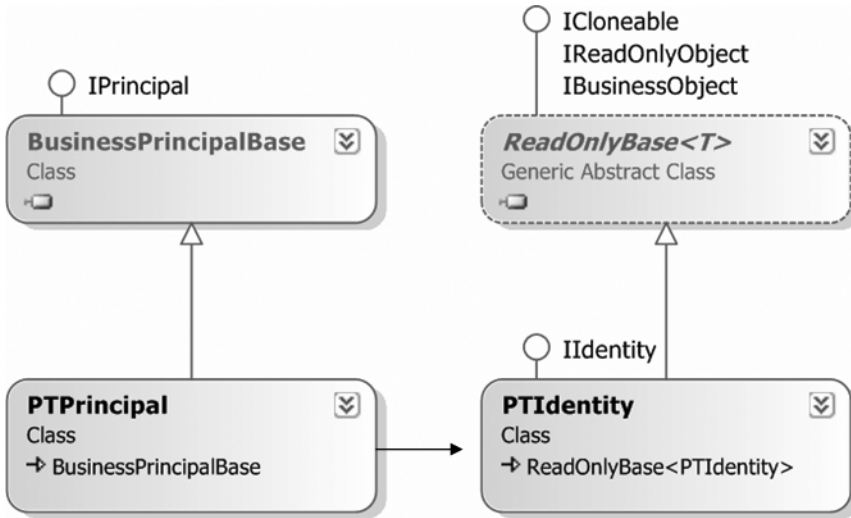 IPrincipal
BusinessPrincipalBase
Class
ICloneable
IReadOnlyObject
IBusinessObject
ReadOnlyBase<T>
Generic Abstract Class
PTPrincipal
Class
BusinessPrincipalBase
IIdentity
PTIdentity
Class
ReadOnlyBase<PTIdentity>